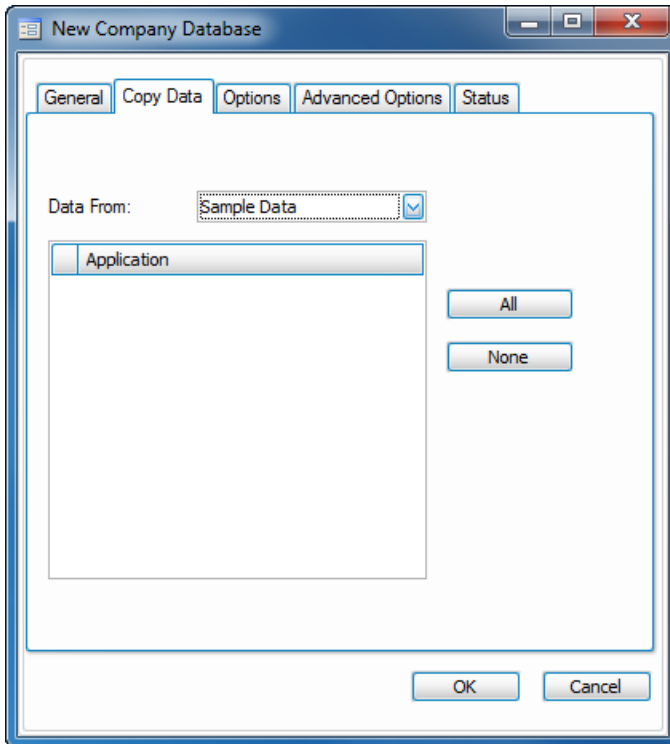 New Company Database
General Copy Data Options Advanced Options Status
Data From: Sample Data
Application
All
None
OK Cancel